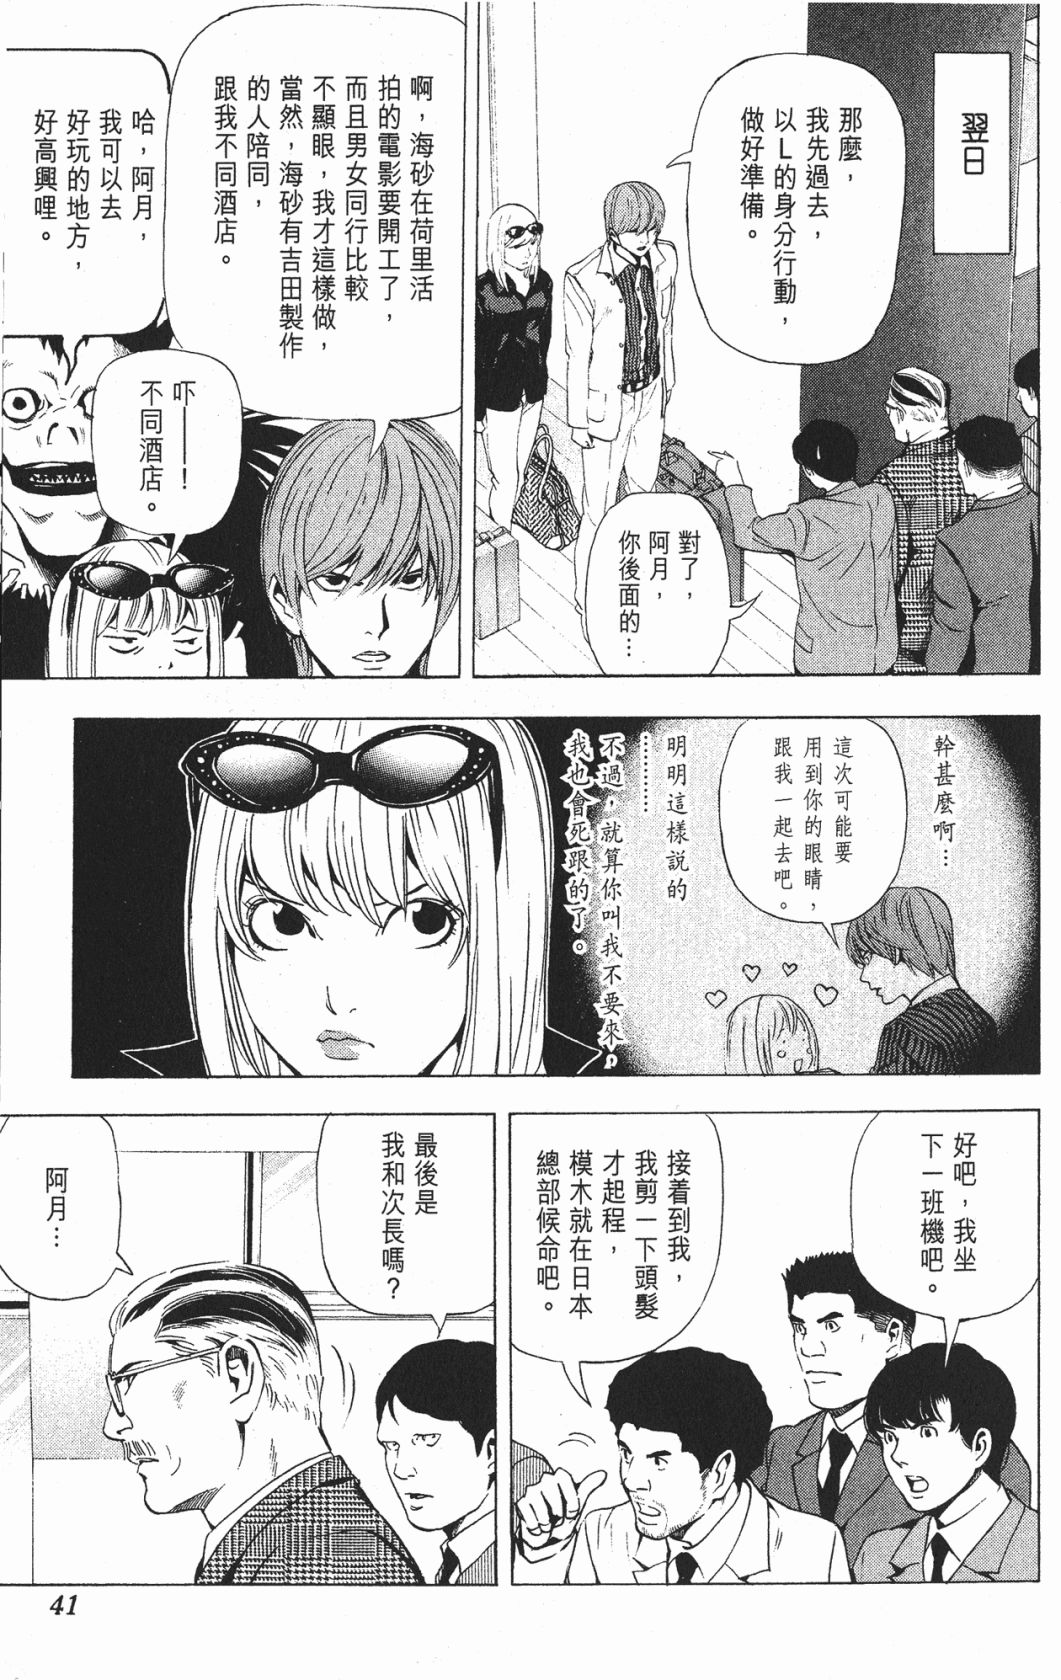 翌日
那麼，
我先過去，
以L的身分行動，
做好準備。
對了，
阿月，
你後面的…
啊，海砂在荷里活
拍的電影要開工了，
而且男女同行比較
不顯眼，我才這樣做，
當然，海砂有吉田製作
的人陪同，
跟我不同酒店。
吓——！
不同酒店。
哈，阿月，
我可以去
好玩的地方，
好高興哩。
幹甚麼啊…
這次可能要
用到你的眼睛，
跟我一起去吧。
明明這樣説的
…………
不過，就算你叫我不要來，
我也會死跟的了。
好吧，我坐
下一班機吧。
接着到我，
我剪一下頭髮
才起程，
模木就在日本
總部候命吧。
最後是
我和次長嗎？
阿月…
41